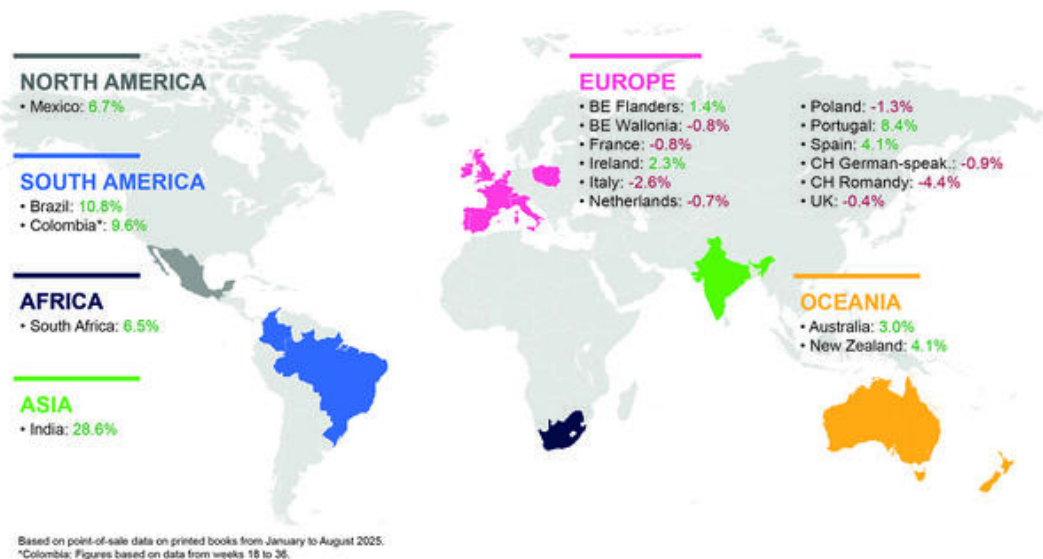 NORTH AMERICA
• Mexico: 6.7%
SOUTH AMERICA
• Brazil: 10.8%
• Colombia*: 9.6%
AFRICA
• South Africa: 6.5%
ASIA
• India: 28.6%
EUROPE
• BE Flanders: 1.4%
• BE Wallonia: -0.8%
• France: -0.8%
• Ireland: 2.3%
• Italy: -2.6%
• Netherlands: -0.7%
• Poland: -1.3%
• Portugal: 8.4%
• Spain: 4.1%
• CH German-speak.: -0.9%
• CH Romandy: -4.4%
• UK: -0.4%
OCEANIA
• Australia: 3.0%
• New Zealand: 4.1%
Based on point-of-sale data on printed books from January to August 2025.
*Colombia: Figures based on data from weeks 18 to 36.